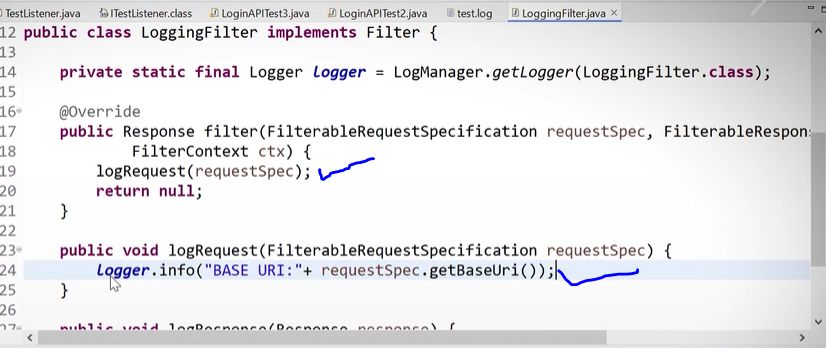 TestListener.java ITestListener.class LoginAPITest3.java LoginAPITest2.java test.log LoggingFilter.java
12 public class LoggingFilter implements Filter {
13
14 private static final Logger logger = LogManager.getLogger(LoggingFilter.class);
15
16 @Override
17 public Response filter(FilterableRequestSpecification requestSpec, FilterableRespon
18 FilterContext ctx) {
19 logRequest(requestSpec);
20 return null;
21 }
22
23 public void logRequest(FilterableRequestSpecification requestSpec) {
24 logger.info("BASE URI:"+ requestSpec.getBaseUri());
25 }
26
27 public void logResponse(Response response) {